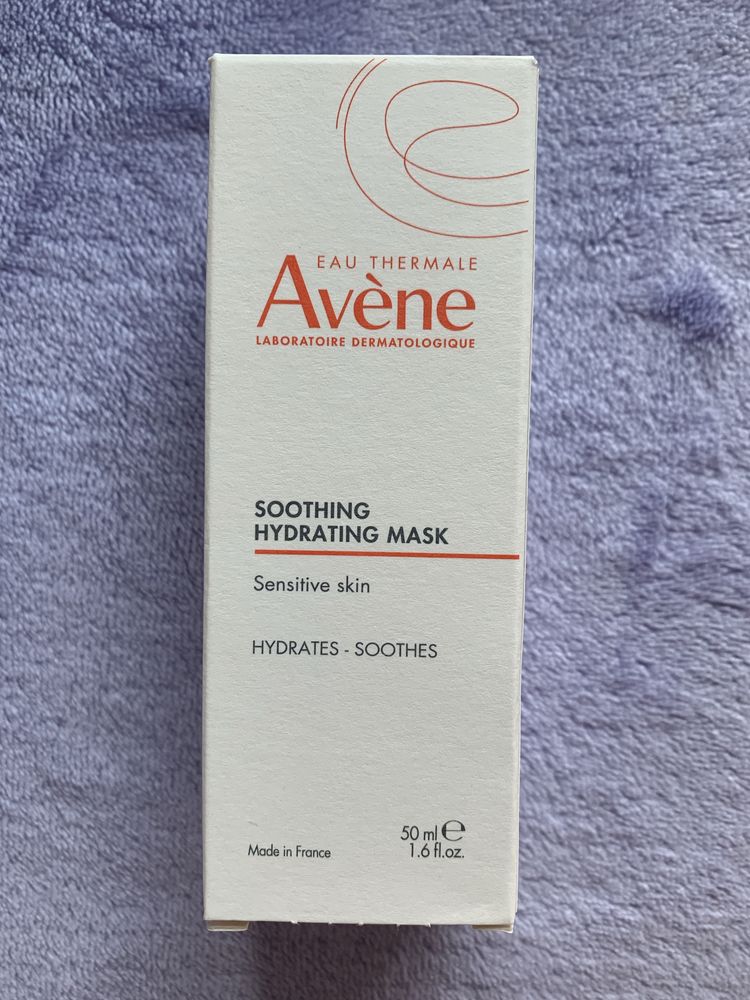 EAU THERMALE
Avène
LABORATOIRE DERMATOLOGIQUE
SOOTHING
HYDRATING MASK
Sensitive skin
HYDRATES - SOOTHES
50 ml ℮
Made in France
1.6 fl.oz.